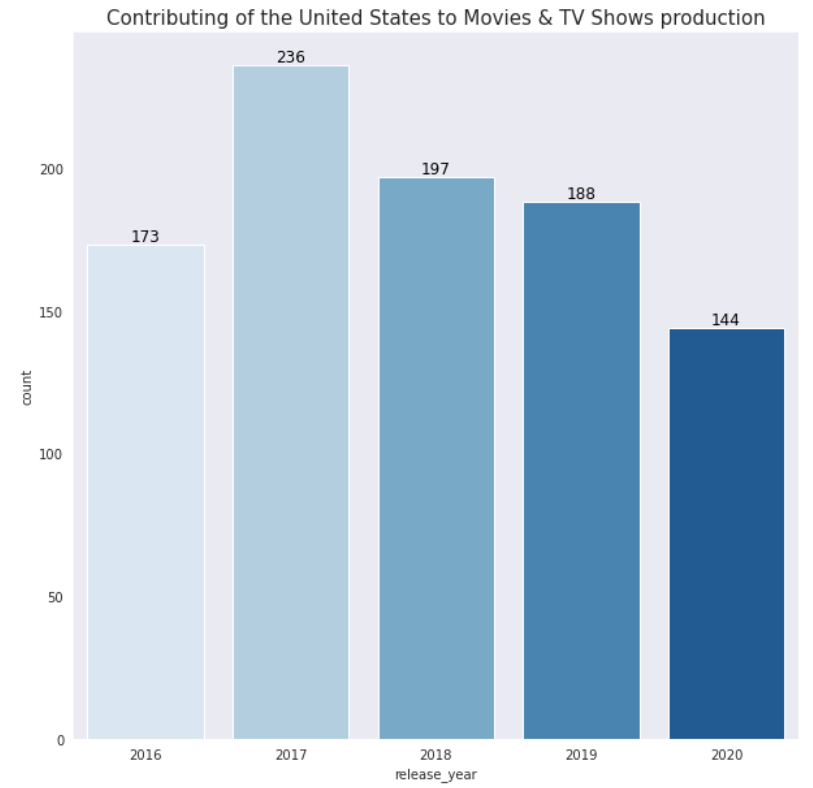 Contributing of the United States to Movies & TV Shows production
236
200
197
188
173
150
144
count
100
50
0
2016 2017 2018 2019 2020
release_year